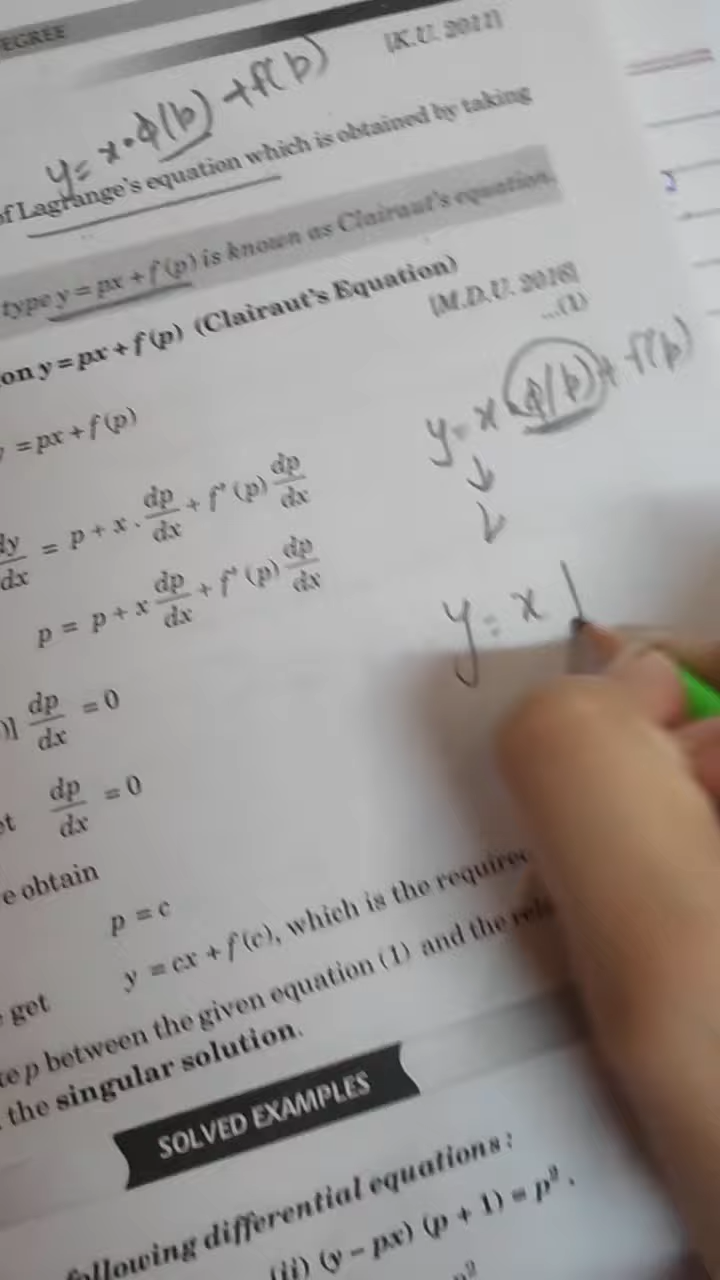 EGREE
[K.U. 2011]
y = x · φ(p) + f(p)
of Lagrange's equation which is obtained by taking
type y = px + f (p) is known as Clairaut's equation.
on y = px + f (p) (Clairaut's Equation)
[M.D.U. 2016]
...(1)
y = x · φ(p) + f(p)
= px + f (p)
dy/dx = p + x . dp/dx + f' (p) dp/dx
p = p + x dp/dx + f' (p) dp/dx
y = x
)] dp/dx = 0
et dp/dx = 0
e obtain
p = c
get y = cx + f (c), which is the required
te p between the given equation (1) and the
the singular solution.
SOLVED EXAMPLES
following differential equations :
(ii) (y – px) (p + 1) = p².